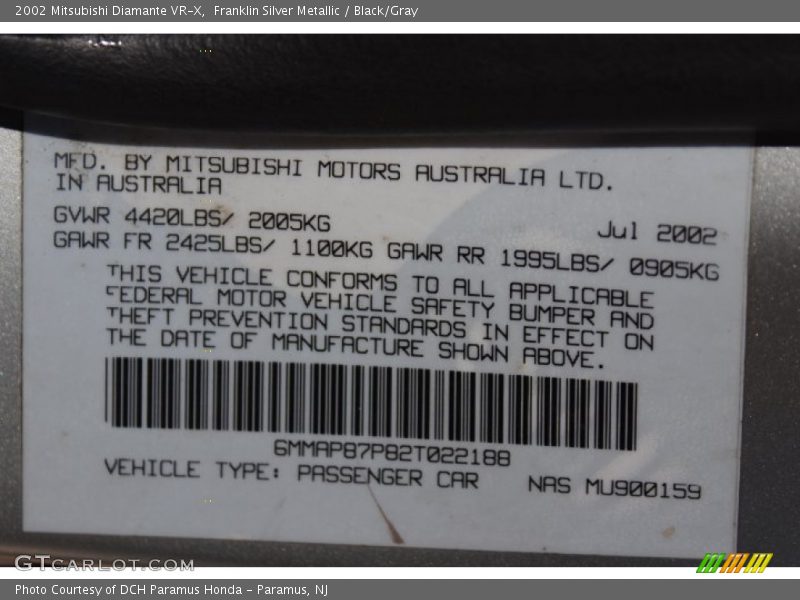 2002 Mitsubishi Diamante VR-X,  Franklin Silver Metallic / Black/Gray
MFD. BY MITSUBISHI MOTORS AUSTRALIA LTD.
IN AUSTRALIA
GVWR 4420LBS/ 2005KG Jul 2002
GAWR FR 2425LBS/ 1100KG GAWR RR 1995LBS/ 0905KG
THIS VEHICLE CONFORMS TO ALL APPLICABLE
FEDERAL MOTOR VEHICLE SAFETY BUMPER AND
THEFT PREVENTION STANDARDS IN EFFECT ON
THE DATE OF MANUFACTURE SHOWN ABOVE.
6MMAP87P82T022188
VEHICLE TYPE: PASSENGER CAR NAS MU900159
GTCARLOT.COM
Photo Courtesy of DCH Paramus Honda - Paramus, NJ